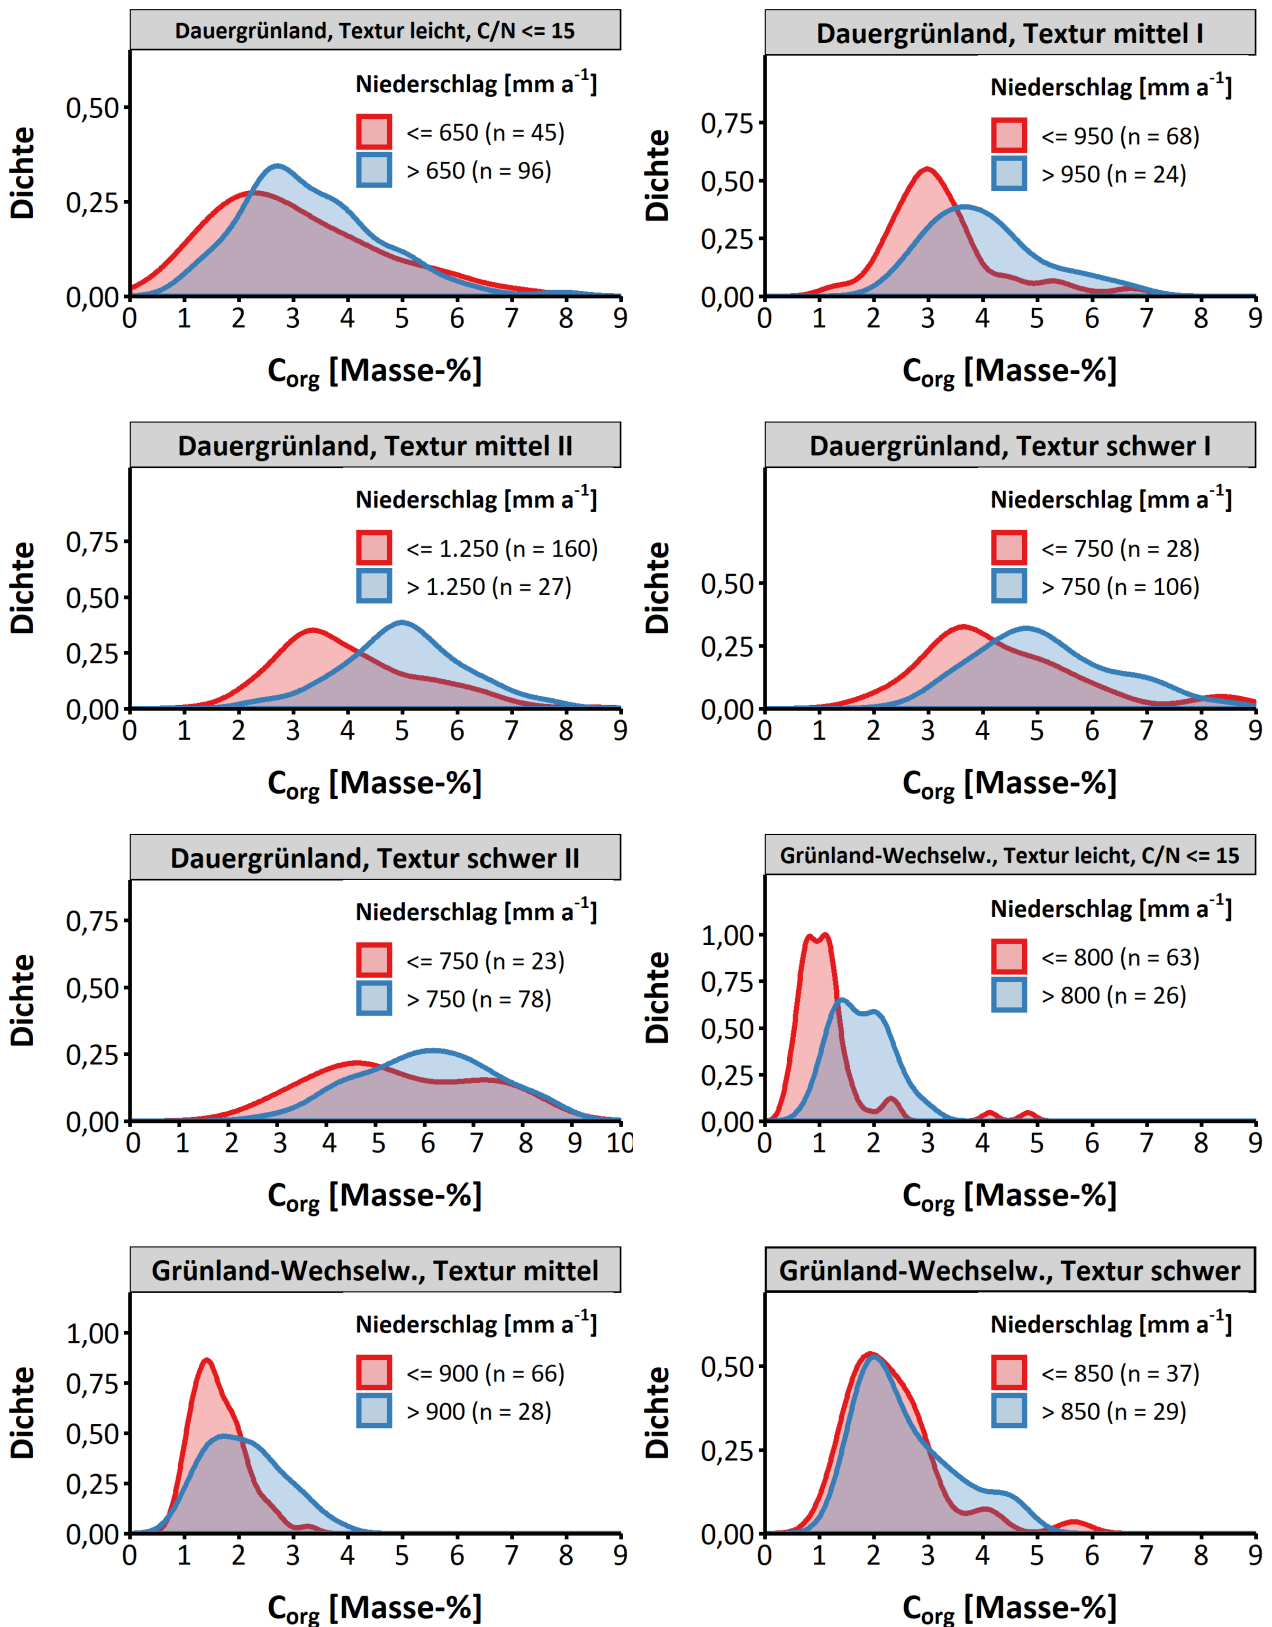 Dauergrünland, Textur leicht, C/N <= 15
Niederschlag [mm a-1]
<= 650 (n = 45)
> 650 (n = 96)
Dichte
0,50
0,25
0,00
0 1 2 3 4 5 6 7 8 9
Corg [Masse-%]
Dauergrünland, Textur mittel I
Niederschlag [mm a-1]
<= 950 (n = 68)
> 950 (n = 24)
Dichte
0,75
0,50
0,25
0,00
0 1 2 3 4 5 6 7 8 9
Corg [Masse-%]
Dauergrünland, Textur mittel II
Niederschlag [mm a-1]
<= 1.250 (n = 160)
> 1.250 (n = 27)
Dichte
0,75
0,50
0,25
0,00
0 1 2 3 4 5 6 7 8 9
Corg [Masse-%]
Dauergrünland, Textur schwer I
Niederschlag [mm a-1]
<= 750 (n = 28)
> 750 (n = 106)
Dichte
0,50
0,25
0,00
0 1 2 3 4 5 6 7 8 9
Corg [Masse-%]
Dauergrünland, Textur schwer II
Niederschlag [mm a-1]
<= 750 (n = 23)
> 750 (n = 78)
Dichte
0,75
0,50
0,25
0,00
0 1 2 3 4 5 6 7 8 9 10
Corg [Masse-%]
Grünland-Wechselw., Textur leicht, C/N <= 15
Niederschlag [mm a-1]
<= 800 (n = 63)
> 800 (n = 26)
Dichte
1,00
0,75
0,50
0,25
0,00
0 1 2 3 4 5 6 7 8 9
Corg [Masse-%]
Grünland-Wechselw., Textur mittel
Niederschlag [mm a-1]
<= 900 (n = 66)
> 900 (n = 28)
Dichte
1,00
0,75
0,50
0,25
0,00
0 1 2 3 4 5 6 7 8 9
Corg [Masse-%]
Grünland-Wechselw., Textur schwer
Niederschlag [mm a-1]
<= 850 (n = 37)
> 850 (n = 29)
Dichte
0,50
0,25
0,00
0 1 2 3 4 5 6 7 8 9
Corg [Masse-%]